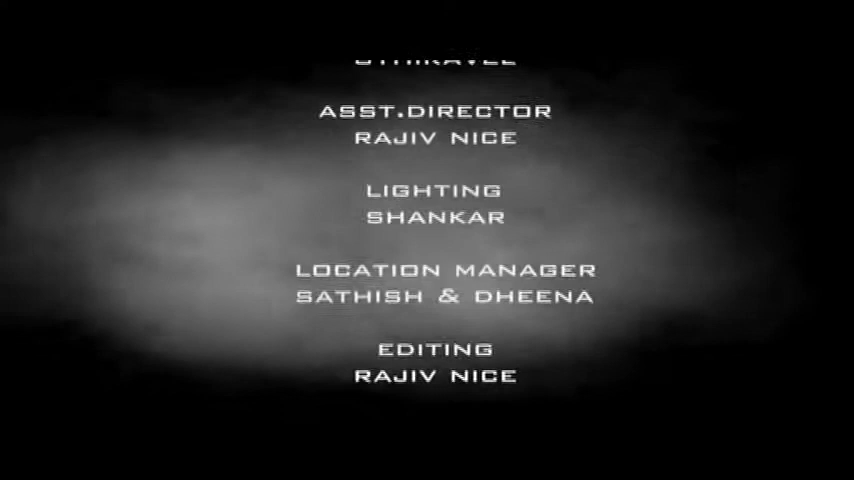 ASST.DIRECTOR
RAJIV NICE
LIGHTING
SHANKAR
LOCATION MANAGER
SATHISH & DHEENA
EDITING
RAJIV NICE